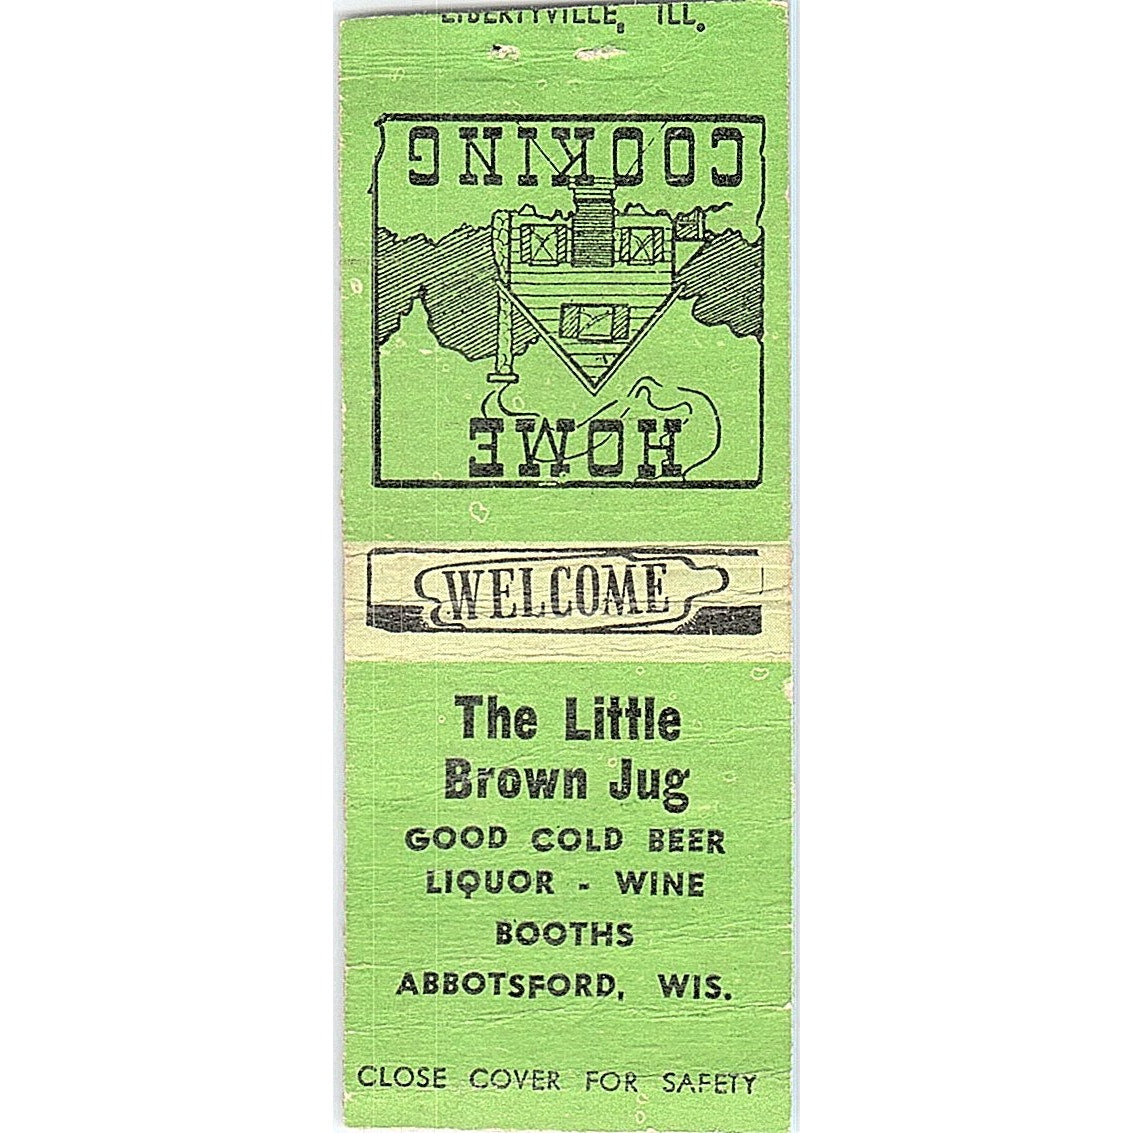 LIBERTYVILLE, ILL.
HOME
COOKING
WELCOME
The Little
Brown Jug
GOOD COLD BEER
LIQUOR - WINE
BOOTHS
ABBOTSFORD, WIS.
CLOSE COVER FOR SAFETY